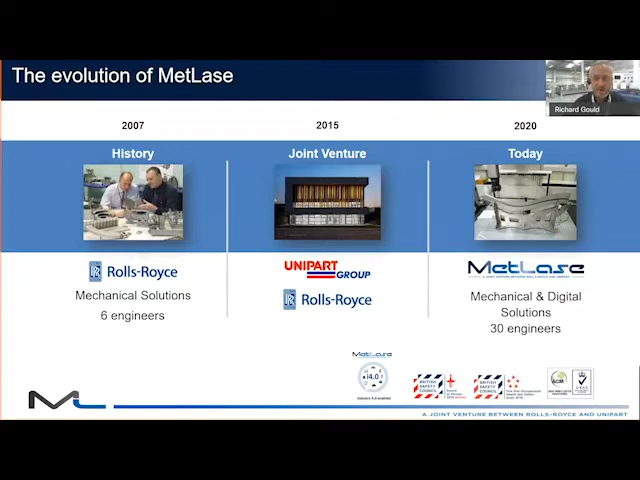 The evolution of MetLase
Richard Gould
2007
2015
2020
History
Joint Venture
Today
Rolls-Royce
Mechanical Solutions
6 engineers
UNIPART
GROUP
Rolls-Royce
MetLase
A JOINT VENTURE BETWEEN ROLLS-ROYCE AND UNIPART
Mechanical & Digital
Solutions
30 engineers
MetLase
i4.0
Industry 4.0 enabled
BRITISH
SAFETY
COUNCIL
BRITISH
SAFETY
COUNCIL
ACM
UKAS
A JOINT VENTURE BETWEEN ROLLS-ROYCE AND UNIPART